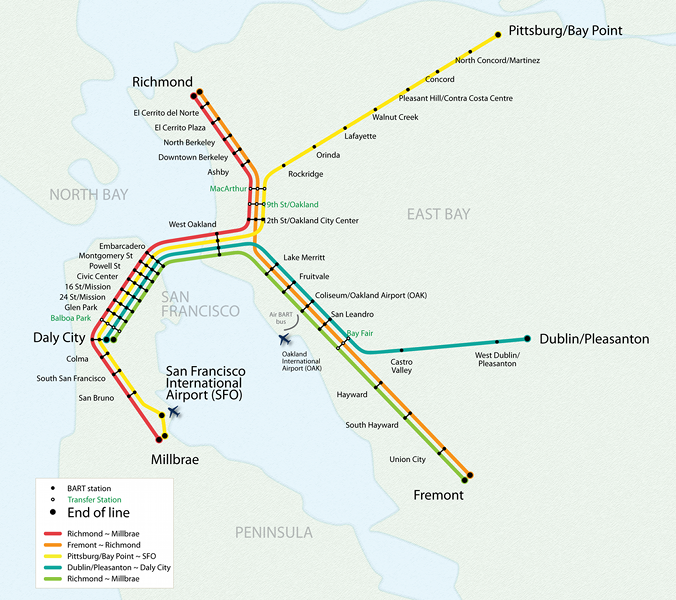 Pittsburg/Bay Point
North Concord/Martinez
Concord
Pleasant Hill/Contra Costa Centre
Walnut Creek
Lafayette
Orinda
Rockridge
Richmond
El Cerrito del Norte
El Cerrito Plaza
North Berkeley
Downtown Berkeley
Ashby
MacArthur
9th St/Oakland
2th St/Oakland City Center
NORTH BAY
EAST BAY
West Oakland
Embarcadero
Montgomery St
Powell St
Civic Center
16 St/Mission
24 St/Mission
Glen Park
Balboa Park
Daly City
SAN
FRANCISCO
Lake Merritt
Fruitvale
Coliseum/Oakland Airport (OAK)
San Leandro
Bay Fair
Air BART
bus
Oakland
International
Airport (OAK)
Dublin/Pleasanton
West Dublin/
Pleasanton
Castro
Valley
Colma
South San Francisco
San Bruno
San Francisco
International
Airport (SFO)
Millbrae
Hayward
South Hayward
Union City
Fremont
PENINSULA
BART station
Transfer Station
End of line
Richmond ~ Millbrae
Fremont ~ Richmond
Pittsburg/Bay Point ~ SFO
Dublin/Pleasanton ~ Daly City
Richmond ~ Millbrae